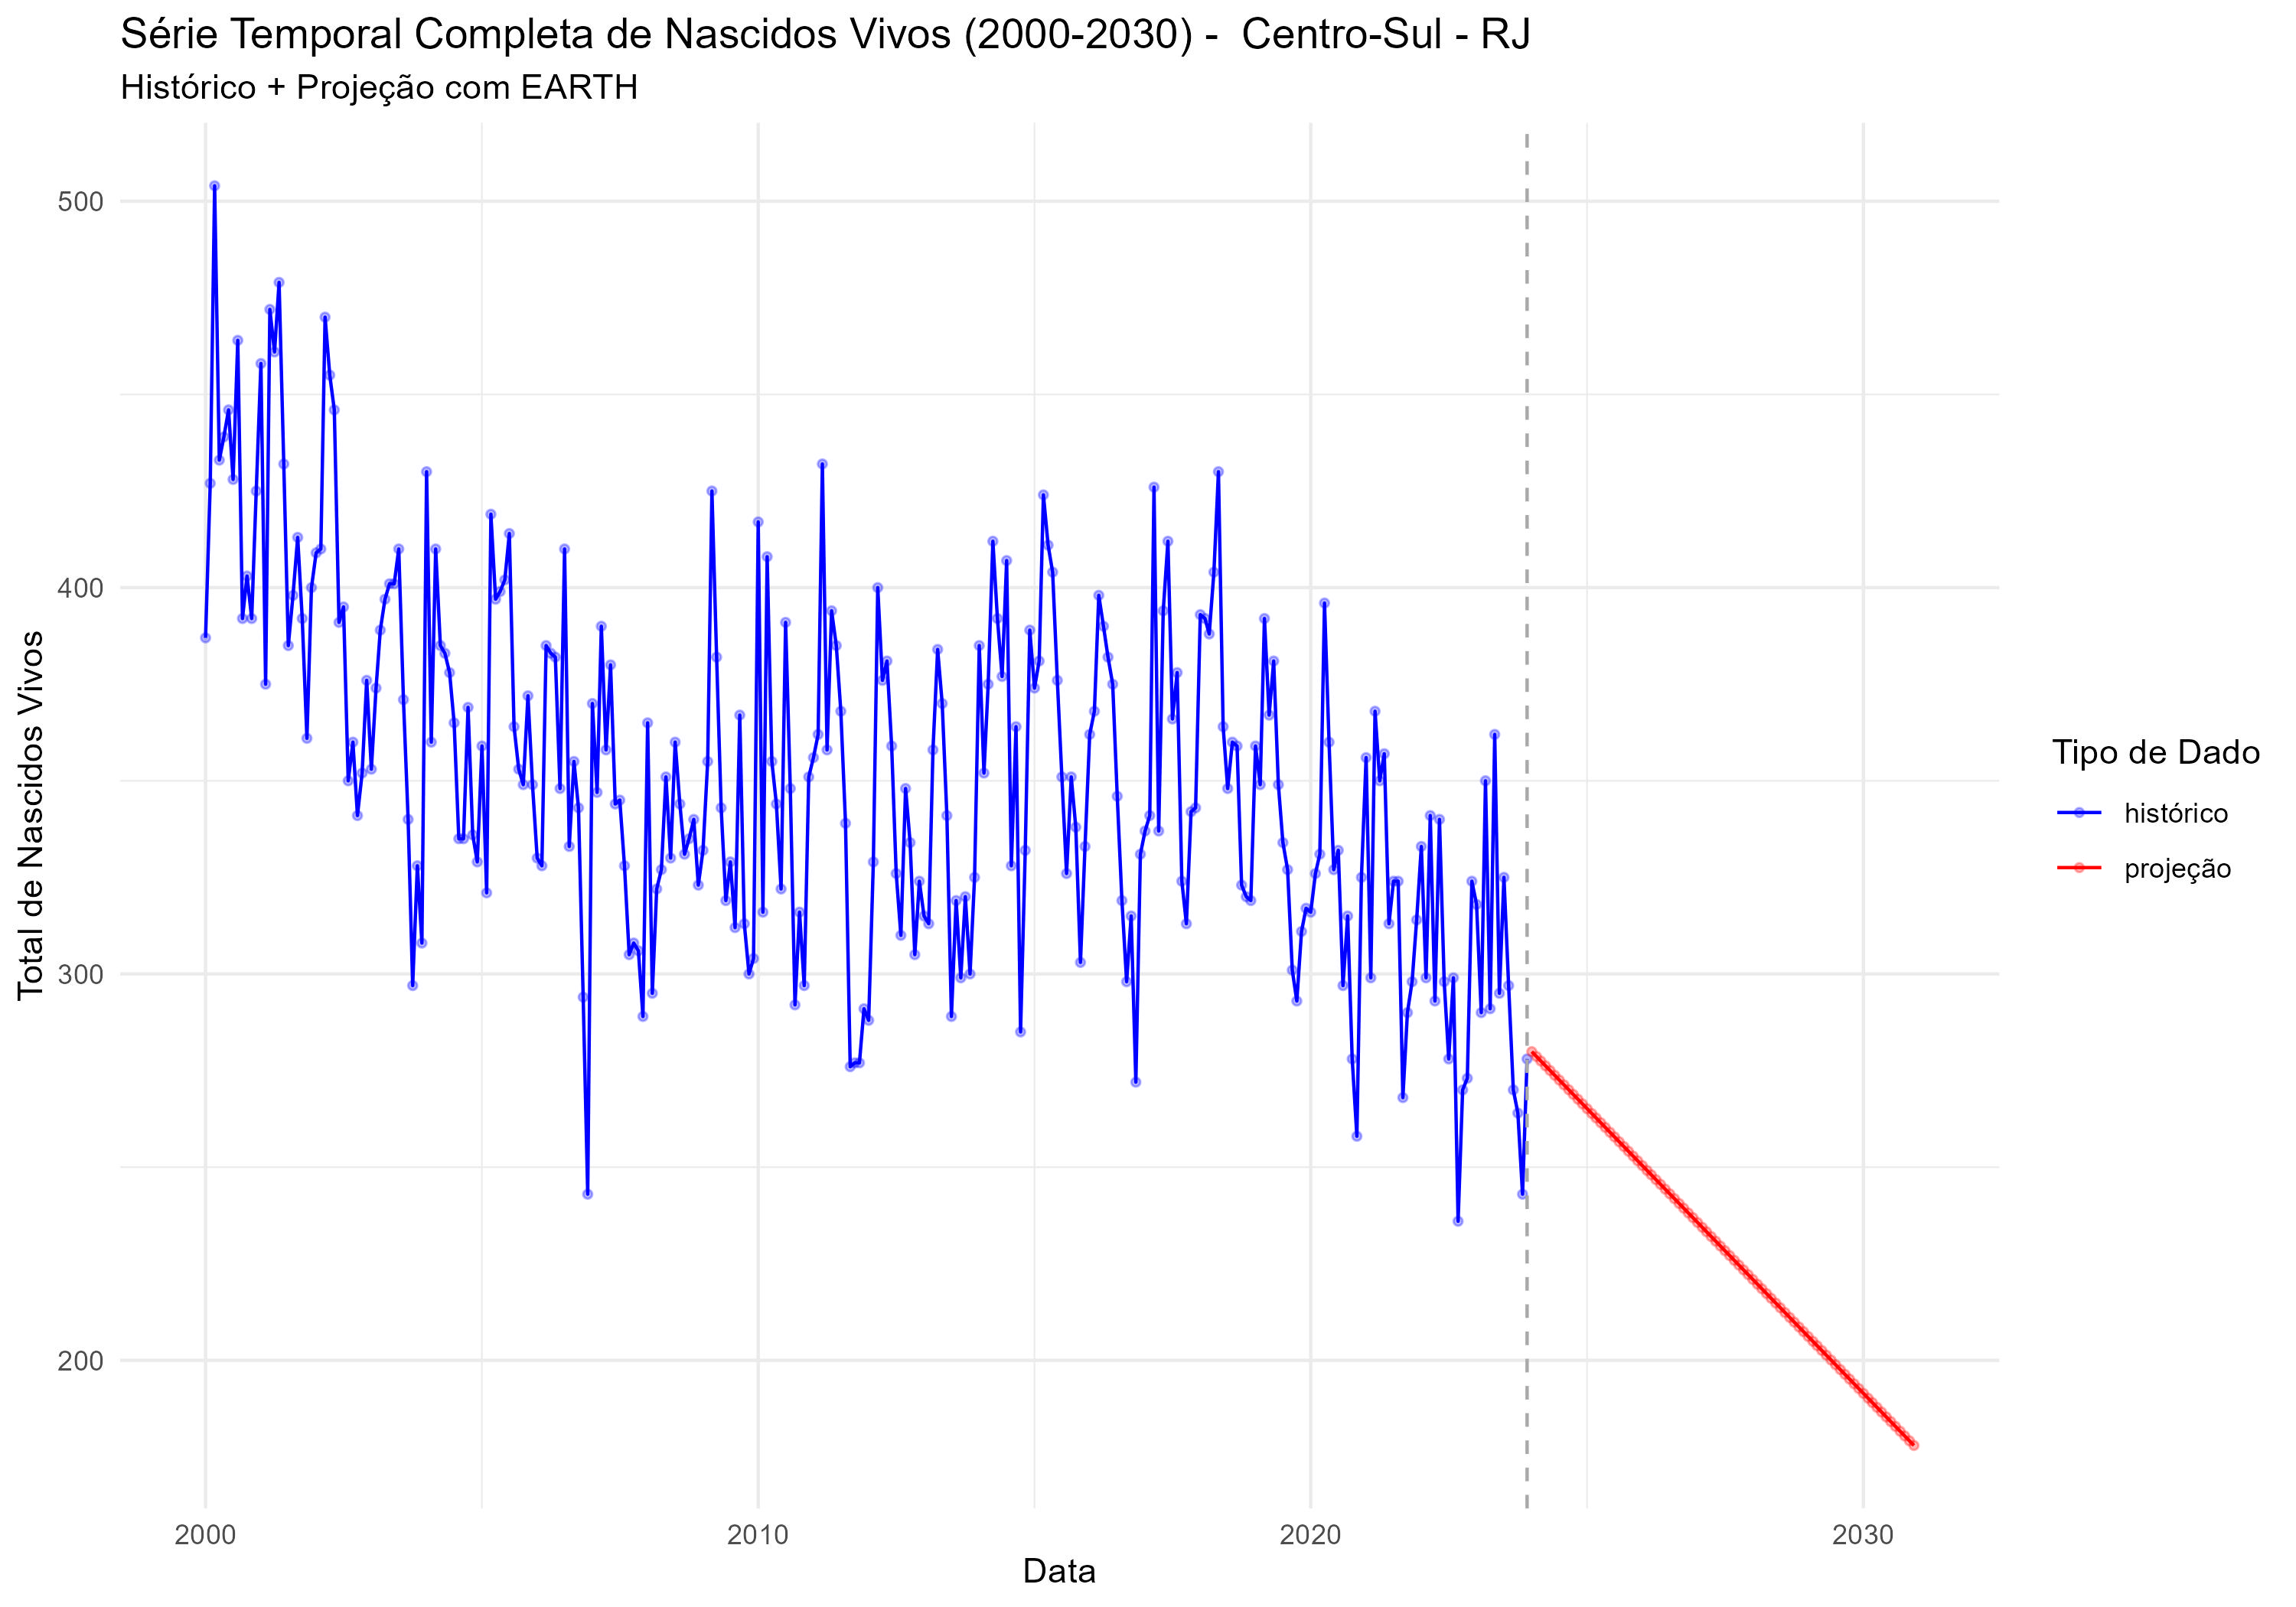 Série Temporal Completa de Nascidos Vivos (2000-2030) -  Centro-Sul - RJ
Histórico + Projeção com EARTH
Total de Nascidos Vivos
500
400
300
200
2000
2010
2020
2030
Data
Tipo de Dado
histórico
projeção